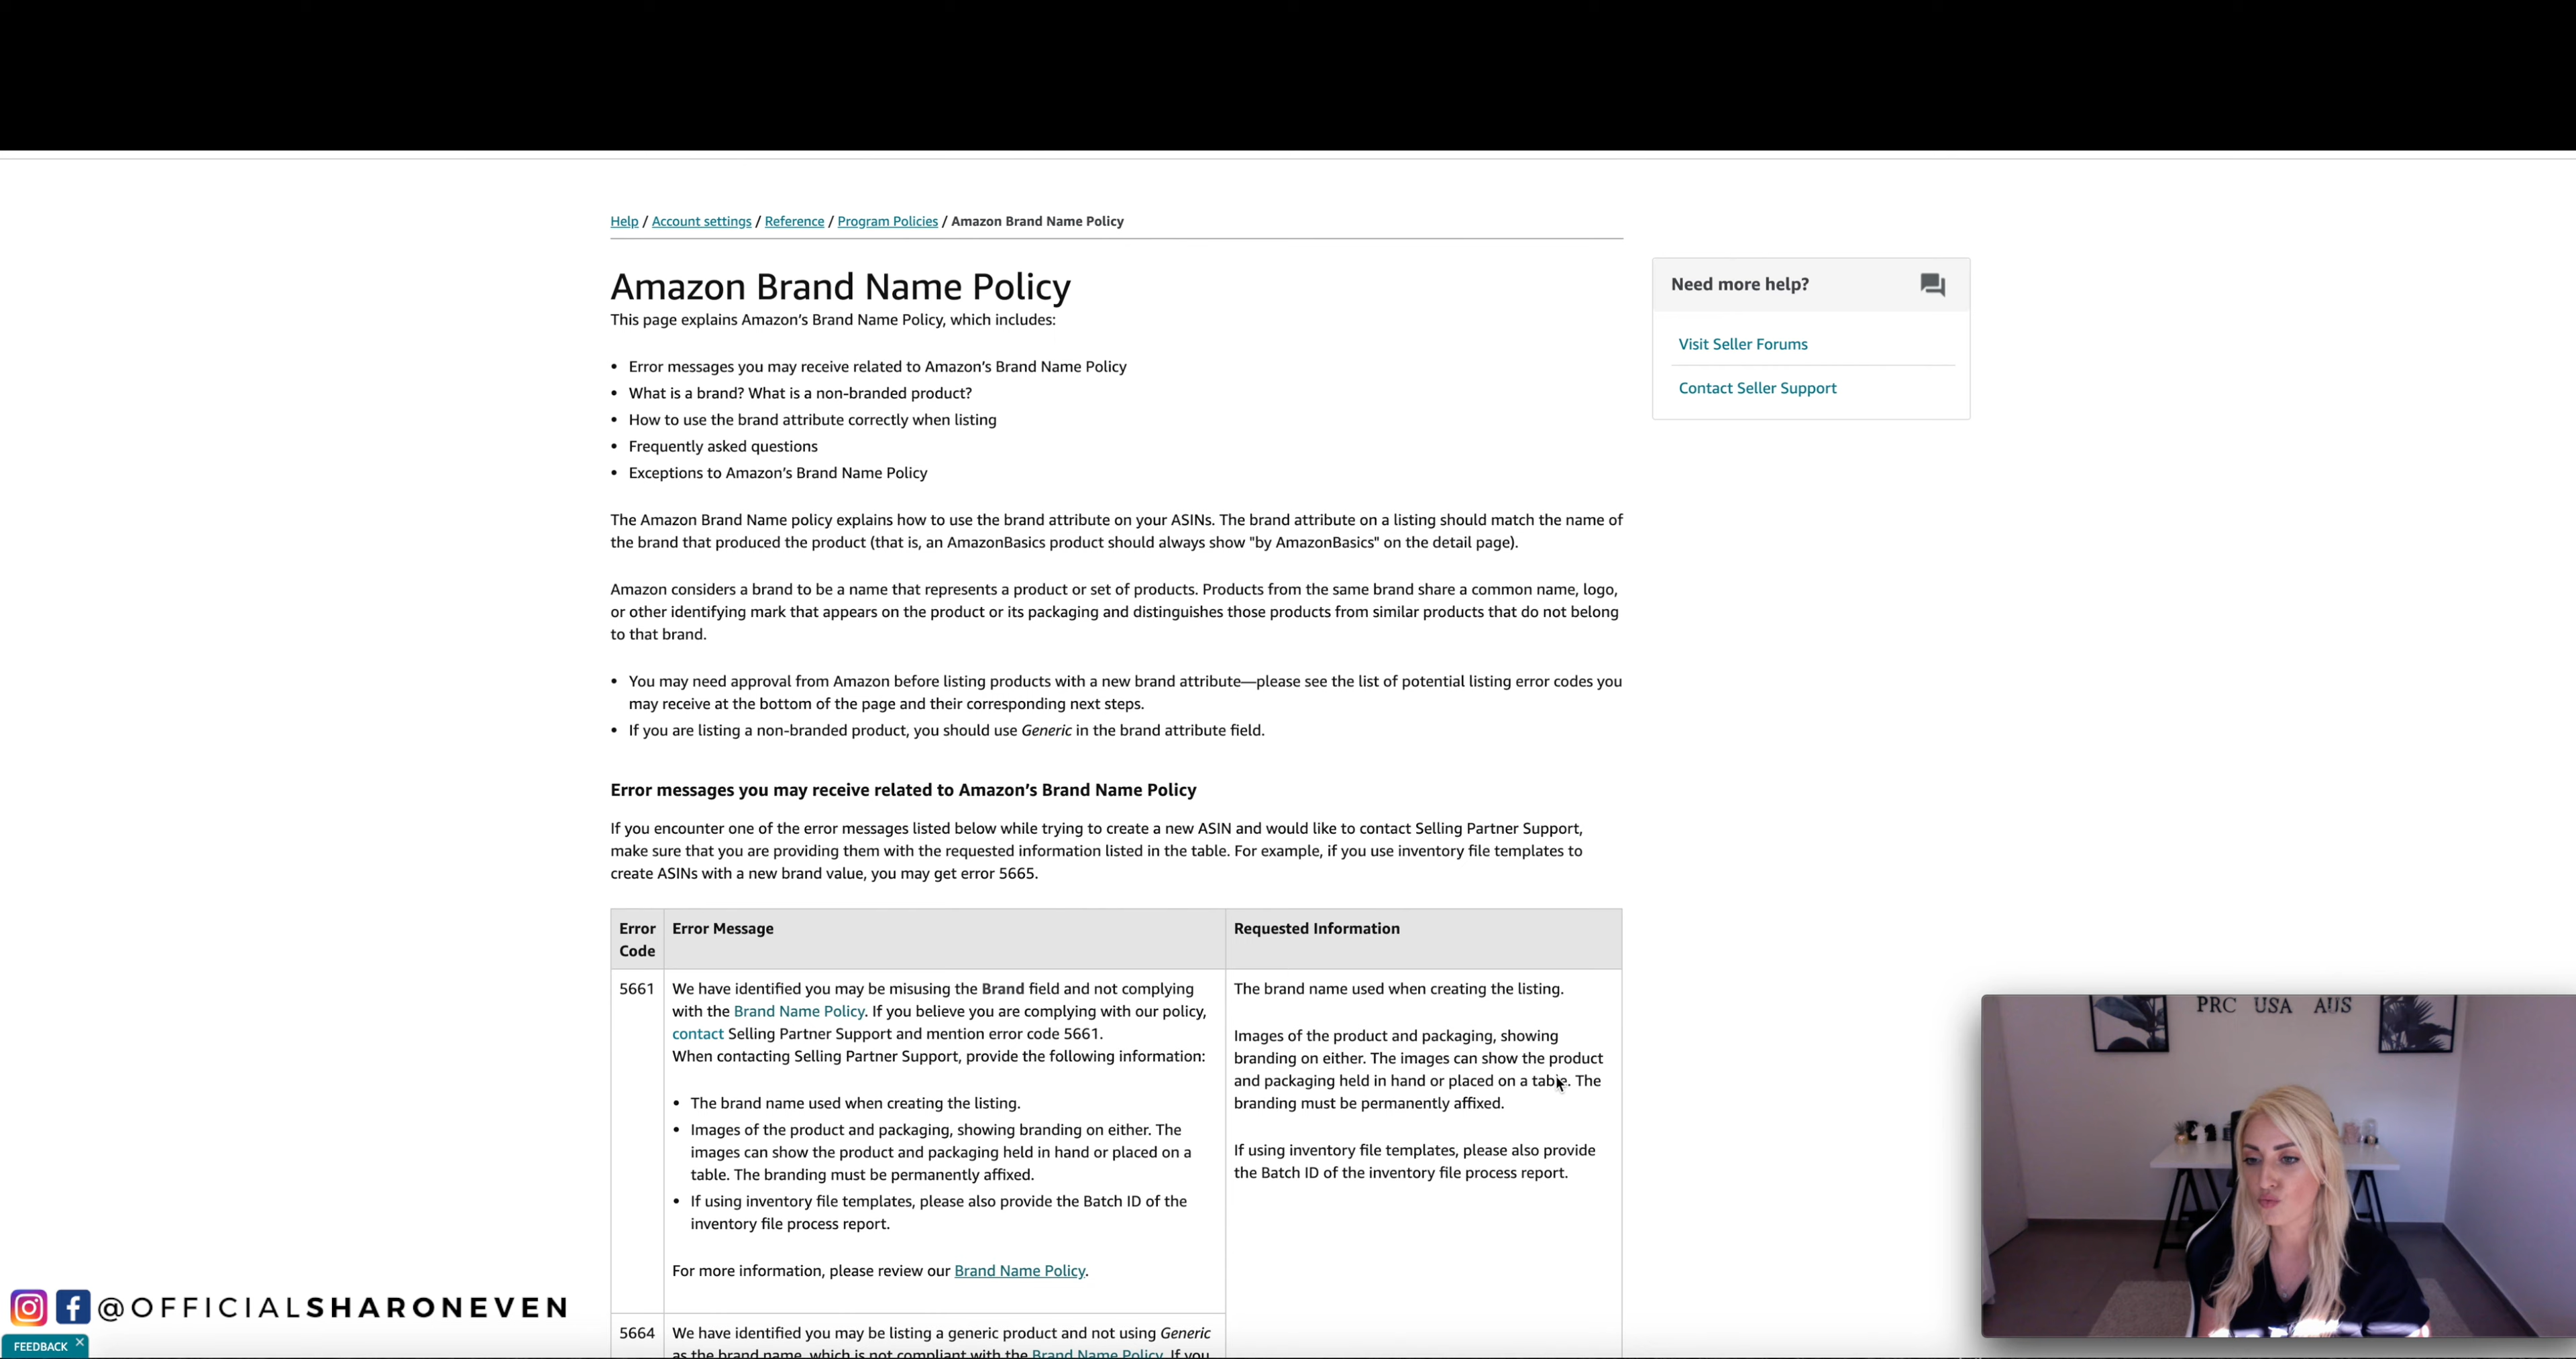 Help / Account settings / Reference / Program Policies / Amazon Brand Name Policy
Amazon Brand Name Policy
This page explains Amazon's Brand Name Policy, which includes:
• Error messages you may receive related to Amazon's Brand Name Policy
• What is a brand? What is a non-branded product?
• How to use the brand attribute correctly when listing
• Frequently asked questions
• Exceptions to Amazon's Brand Name Policy
The Amazon Brand Name policy explains how to use the brand attribute on your ASINs. The brand attribute on a listing should match the name of
the brand that produced the product (that is, an AmazonBasics product should always show "by AmazonBasics" on the detail page).
Amazon considers a brand to be a name that represents a product or set of products. Products from the same brand share a common name, logo,
or other identifying mark that appears on the product or its packaging and distinguishes those products from similar products that do not belong
to that brand.
• You may need approval from Amazon before listing products with a new brand attribute—please see the list of potential listing error codes you
may receive at the bottom of the page and their corresponding next steps.
• If you are listing a non-branded product, you should use Generic in the brand attribute field.
Error messages you may receive related to Amazon's Brand Name Policy
If you encounter one of the error messages listed below while trying to create a new ASIN and would like to contact Selling Partner Support,
make sure that you are providing them with the requested information listed in the table. For example, if you use inventory file templates to
create ASINs with a new brand value, you may get error 5665.
Error
Code
Error Message
Requested Information
5661
We have identified you may be misusing the Brand field and not complying
with the Brand Name Policy. If you believe you are complying with our policy,
contact Selling Partner Support and mention error code 5661.
When contacting Selling Partner Support, provide the following information:
• The brand name used when creating the listing.
• Images of the product and packaging, showing branding on either. The
images can show the product and packaging held in hand or placed on a
table. The branding must be permanently affixed.
• If using inventory file templates, please also provide the Batch ID of the
inventory file process report.
For more information, please review our Brand Name Policy.
The brand name used when creating the listing.
Images of the product and packaging, showing
branding on either. The images can show the product
and packaging held in hand or placed on a table. The
branding must be permanently affixed.
If using inventory file templates, please also provide
the Batch ID of the inventory file process report.
5664
We have identified you may be listing a generic product and not using Generic
as the brand name, which is not compliant with the Brand Name Policy. If you
Need more help?
Visit Seller Forums
Contact Seller Support
PRC USA AUS
@OFFICIALSHARONEVEN
FEEDBACK